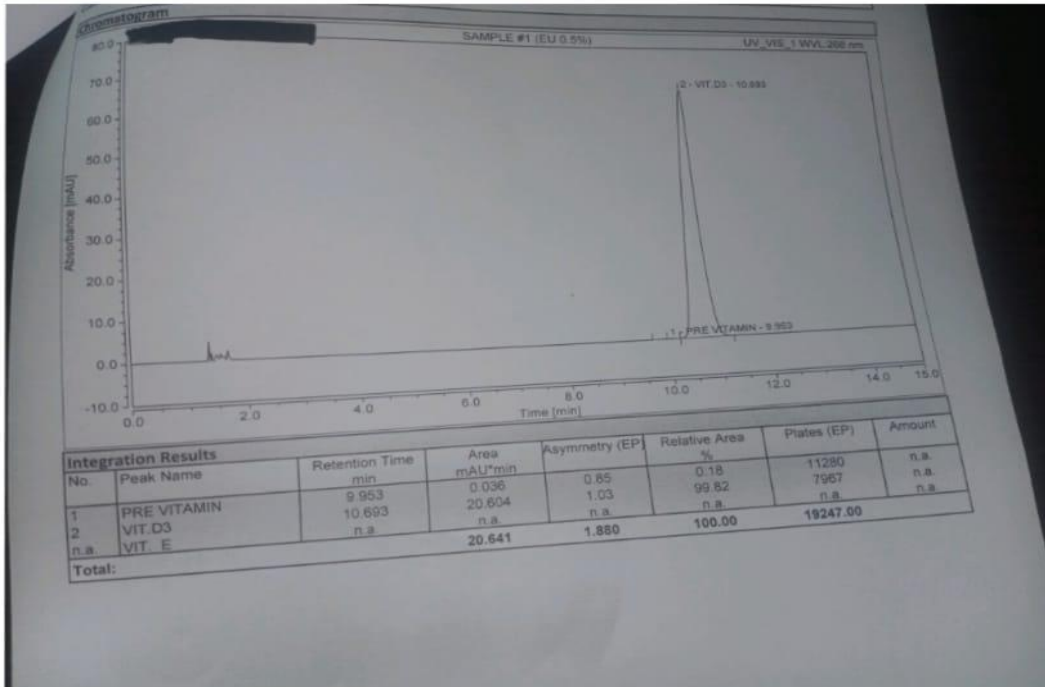 Chromatogram
SAMPLE #1 (EU 0.5%)
UV_VIS_1 WVL:266 nm
80.0
70.0
60.0
50.0
40.0
30.0
20.0
10.0
0.0
-10.0
Absorbance [mAU]
2 - VIT.D3 - 10.693
1 - PRE VITAMIN - 9.953
0.0 2.0 4.0 6.0 8.0 10.0 12.0 14.0 15.0
Time [min]
Integration Results
No. Peak Name Retention Time Area Asymmetry (EP) Relative Area Plates (EP) Amount
min mAU*min %
1 PRE VITAMIN 9.953 0.036 0.85 0.18 11280 n.a.
2 VIT.D3 10.693 20.604 1.03 99.82 7967 n.a.
n.a. VIT. E n.a. n.a. n.a. n.a. n.a. n.a.
Total: 20.641 1.880 100.00 19247.00